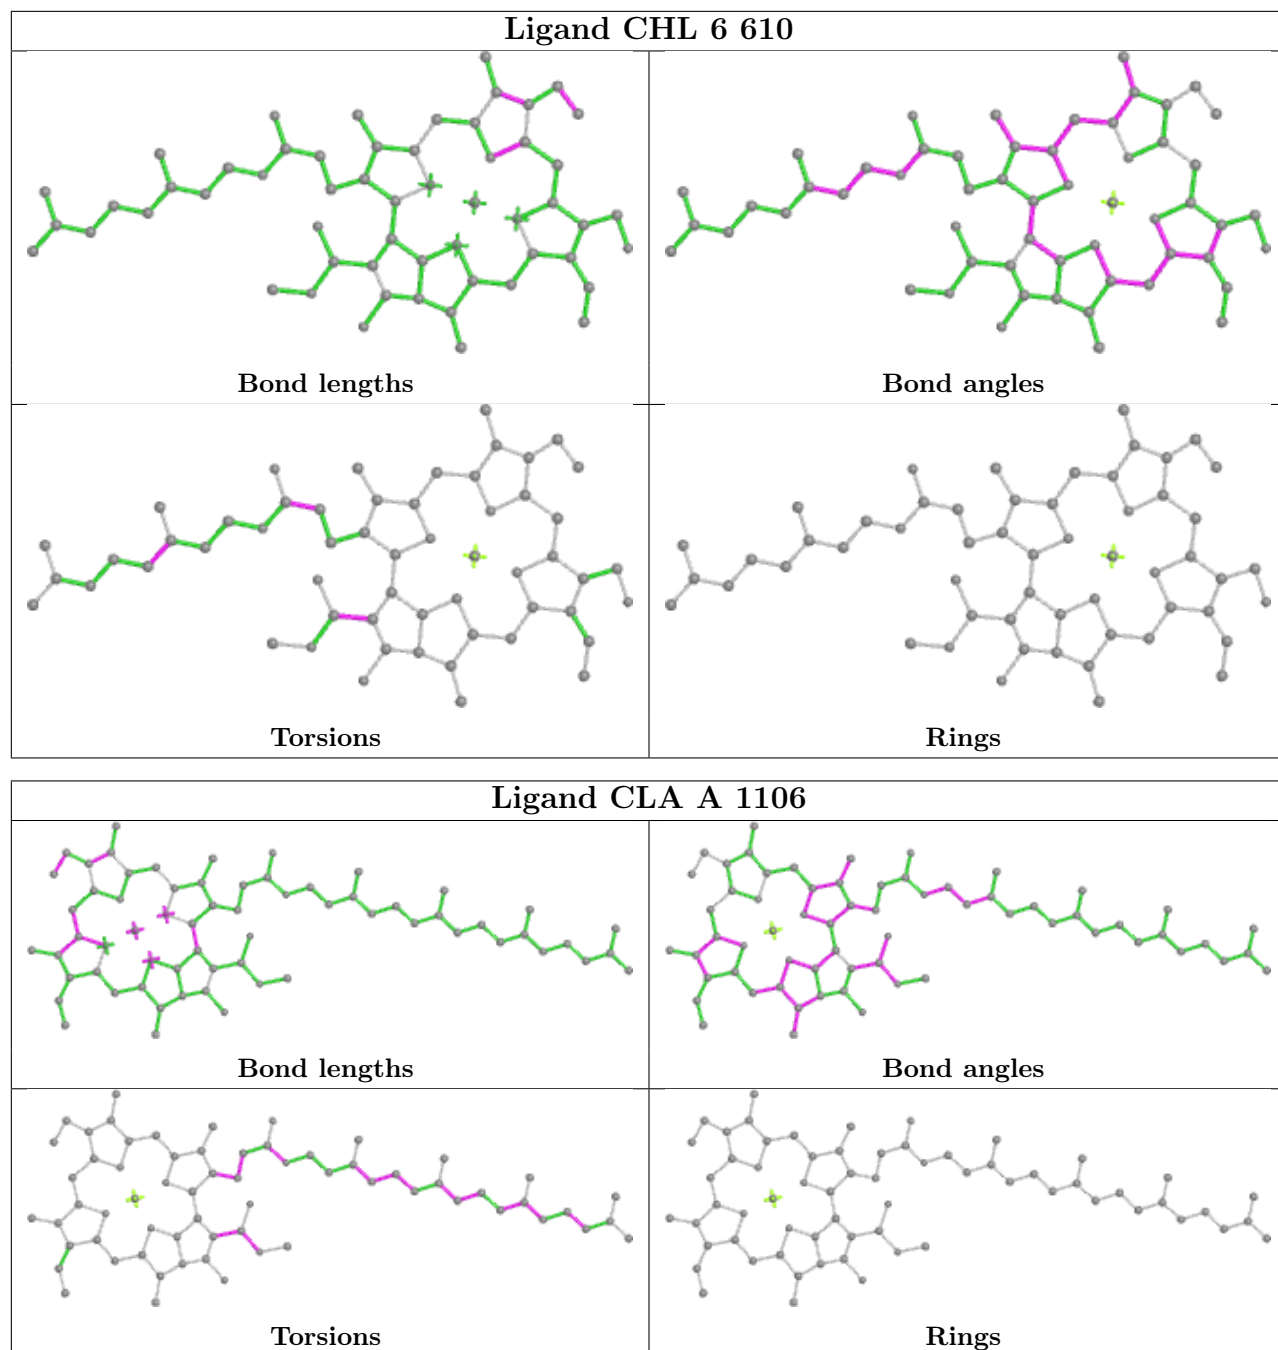 Ligand CHL 6 610
Bond lengths
Bond angles
Torsions
Rings
Ligand CLA A 1106
Bond lengths
Bond angles
Torsions
Rings